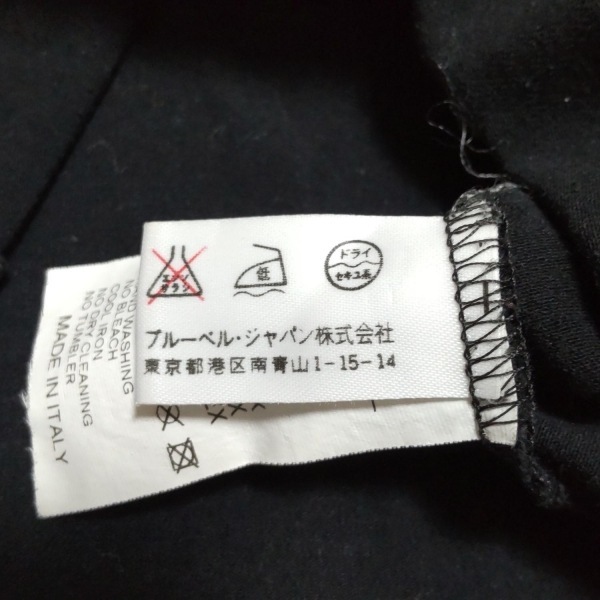 エンソ
サラシ
低
ドライ
セキユ系
ブルーベル・ジャパン株式会社
東京都港区南青山1-15-14
HAND WASHING
NO BLEACH
COOL IRON
NO DRY CLEANING
NO TUMBLER
MADE IN ITALY